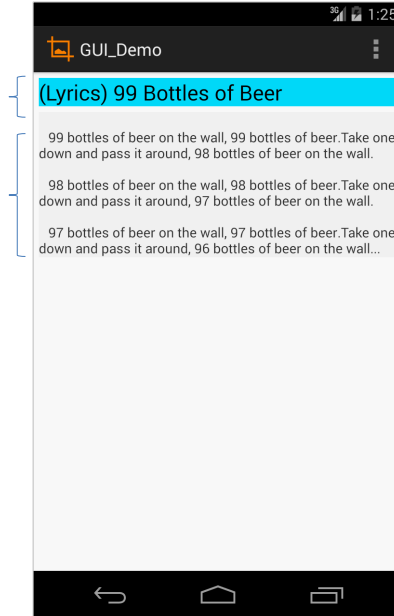 3G 1:25
GUI_Demo
(Lyrics) 99 Bottles of Beer
99 bottles of beer on the wall, 99 bottles of beer.Take one
down and pass it around, 98 bottles of beer on the wall.
98 bottles of beer on the wall, 98 bottles of beer.Take one
down and pass it around, 97 bottles of beer on the wall.
97 bottles of beer on the wall, 97 bottles of beer.Take one
down and pass it around, 96 bottles of beer on the wall...